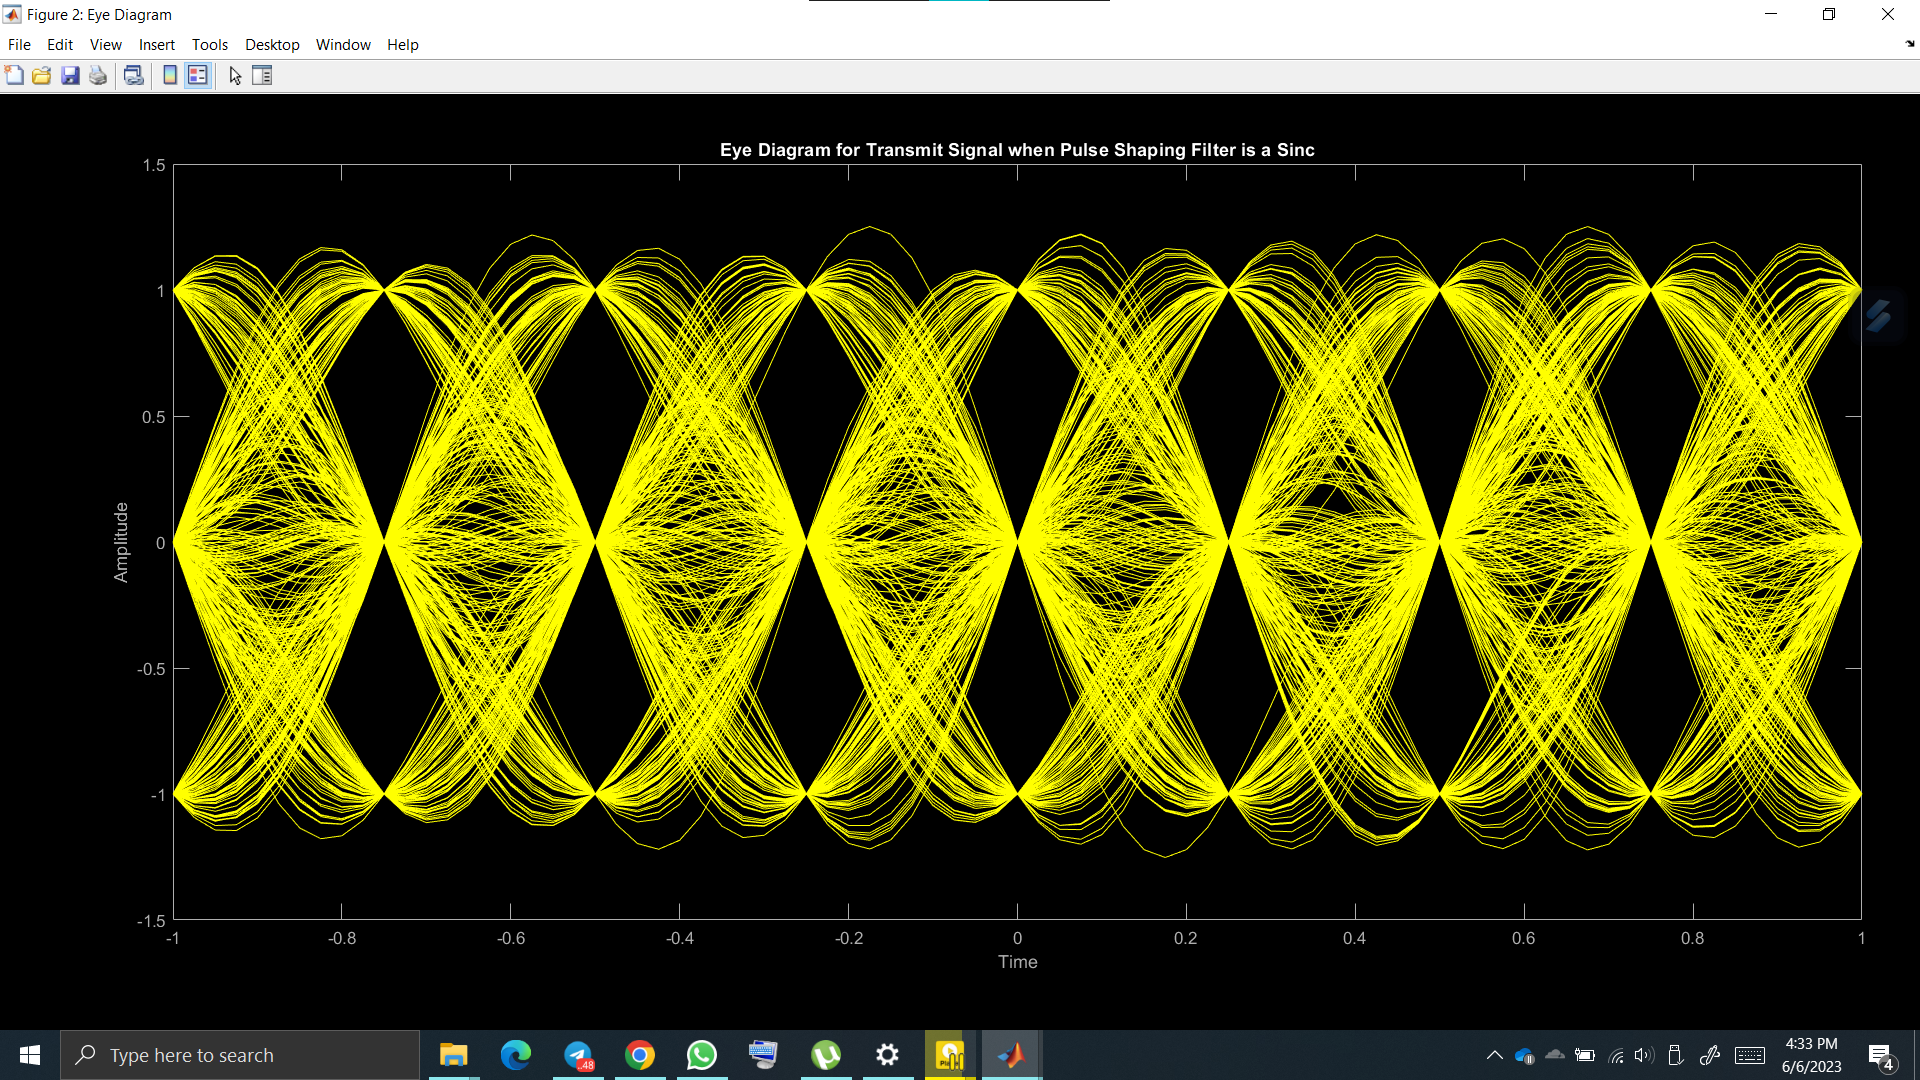 Figure 2: Eye Diagram
File Edit View Insert Tools Desktop Window Help
Eye Diagram for Transmit Signal when Pulse Shaping Filter is a Sinc
1.5
1
0.5
0
-0.5
-1
-1.5
Amplitude
-1 -0.8 -0.6 -0.4 -0.2 0 0.2 0.4 0.6 0.8 1
Time
Type here to search
48
4:33 PM
6/6/2023
4